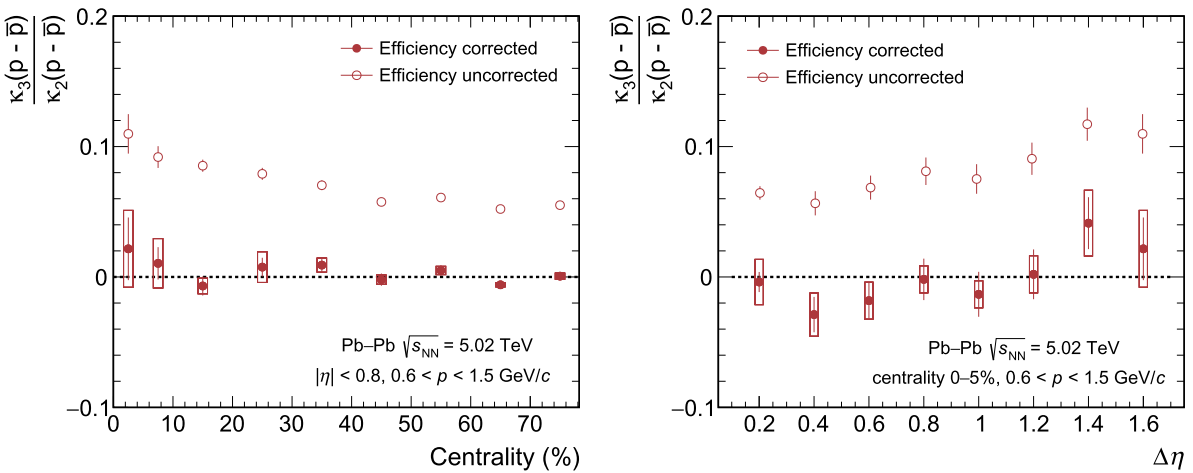 κ₃(p - p̅)
κ₂(p - p̅)
0.2
0.1
0
−0.1
Efficiency corrected
Efficiency uncorrected
Pb–Pb √sNN = 5.02 TeV
|η| < 0.8, 0.6 < p < 1.5 GeV/c
0 10 20 30 40 50 60 70
Centrality (%)
κ₃(p - p̅)
κ₂(p - p̅)
0.2
0.1
0
−0.1
Efficiency corrected
Efficiency uncorrected
Pb–Pb √sNN = 5.02 TeV
centrality 0–5%, 0.6 < p < 1.5 GeV/c
0.2 0.4 0.6 0.8 1 1.2 1.4 1.6
Δη